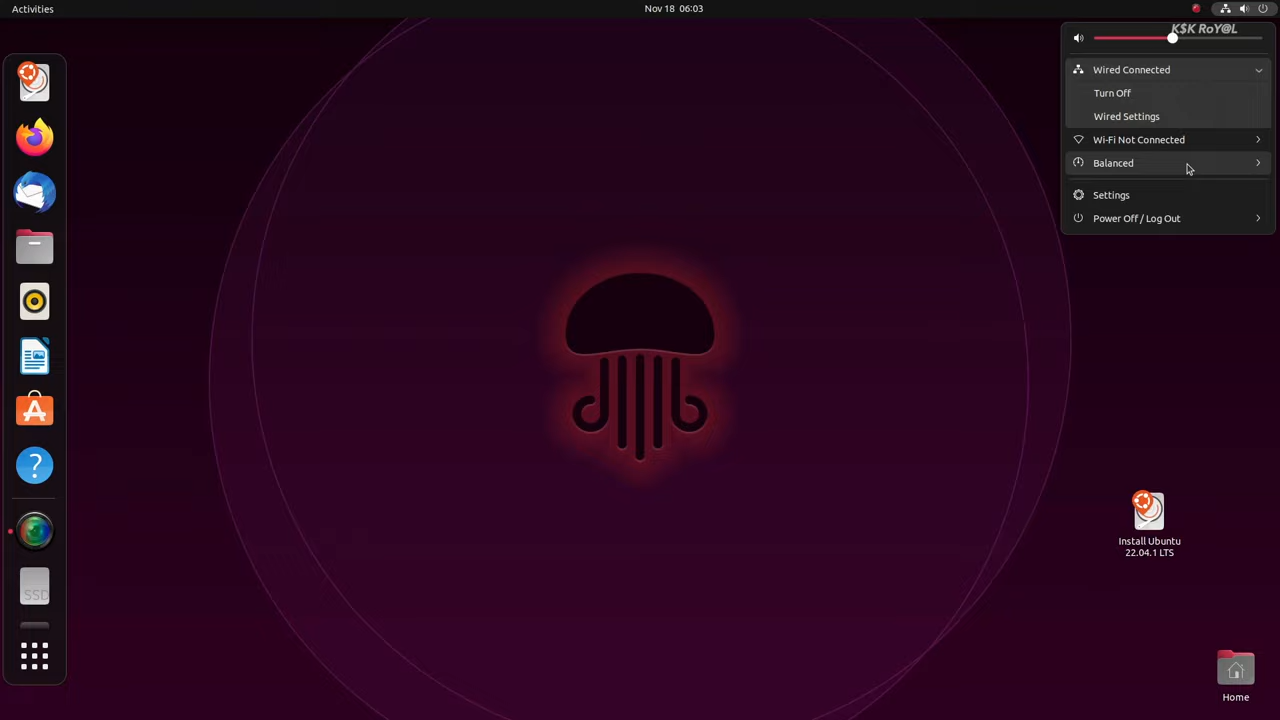 Activities
Nov 18 06:03
K$K RoY@L
Wired Connected
Turn Off
Wired Settings
Wi-Fi Not Connected
Balanced
Settings
Power Off / Log Out
?
SSD
Install Ubuntu
22.04.1 LTS
Home